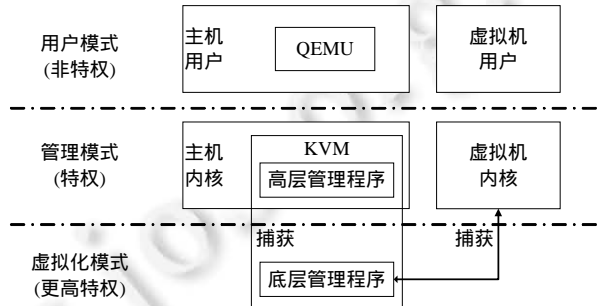 用户模式
(非特权)
主机
用户
QEMU
虚拟机
用户
管理模式
(特权)
主机
内核
KVM
高层管理程序
虚拟机
内核
捕获
捕获
虚拟化模式
(更高特权)
底层管理程序